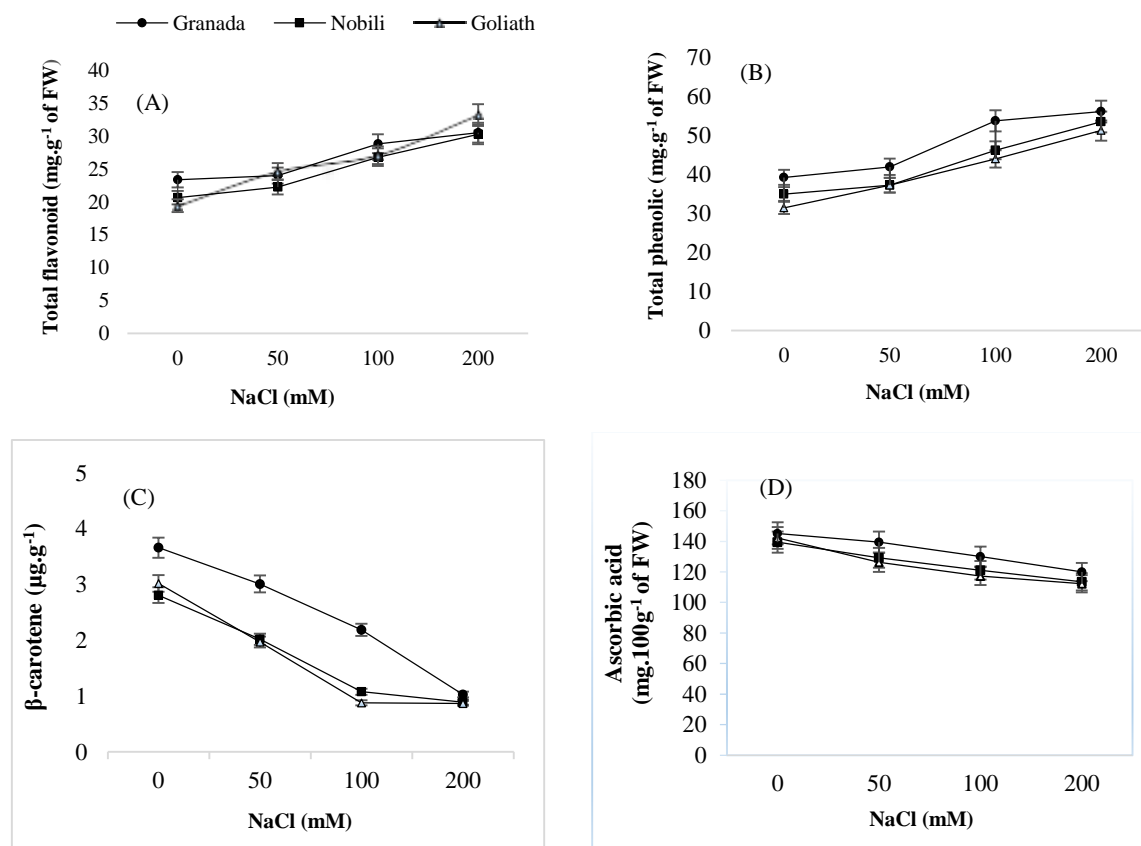 Granada Nobili Goliath
(A)
Total flavonoid (mg.g⁻¹ of FW)
40
35
30
25
20
15
10
5
0
0 50 100 200
NaCl (mM)
(B)
Total phenolic (mg.g⁻¹ of FW)
70
60
50
40
30
20
10
0
0 50 100 200
NaCl (mM)
(C)
β-carotene (µg.g⁻¹)
5
4
3
2
1
0
0 50 100 200
NaCl (mM)
(D)
Ascorbic acid
(mg.100g⁻¹ of FW)
180
160
140
120
100
80
60
40
20
0
0 50 100 200
NaCl (mM)